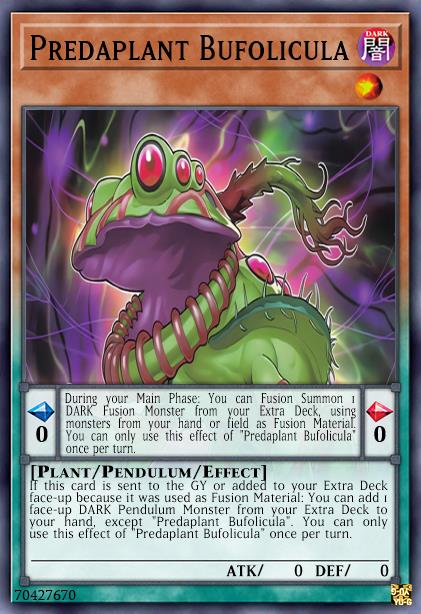 Predaplant Bufolicula
DARK
闇
During your Main Phase: You can Fusion Summon 1
DARK Fusion Monster from your Extra Deck, using
monsters from your hand or field as Fusion Material.
You can only use this effect of "Predaplant Bufolicula"
once per turn.
0
0
[Plant/Pendulum/Effect]
If this card is sent to the GY or added to your Extra Deck
face-up because it was used as Fusion Material: You can add 1
face-up DARK Pendulum Monster from your Extra Deck to
your hand, except "Predaplant Bufolicula". You can only
use this effect of "Predaplant Bufolicula" once per turn.
ATK/ 0 DEF/ 0
70427670